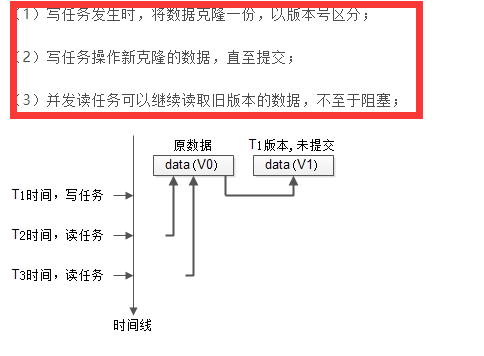 （1）写任务发生时，将数据克隆一份，以版本号区分；
（2）写任务操作新克隆的数据，直至提交；
（3）并发读任务可以继续读取旧版本的数据，不至于阻塞；
原数据 T1版本,未提交
data(V0) data(V1)
T1时间，写任务
T2时间，读任务
T3时间，读任务
时间线